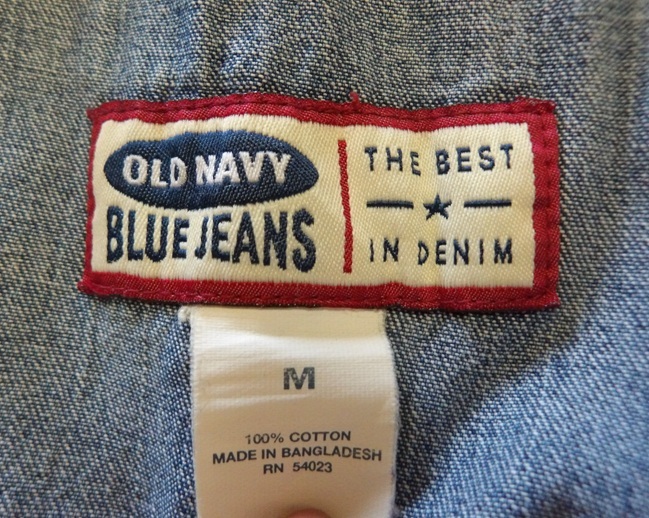 OLD NAVY
BLUE JEANS
THE BEST
IN DENIM
M
100% COTTON
MADE IN BANGLADESH
RN 54023